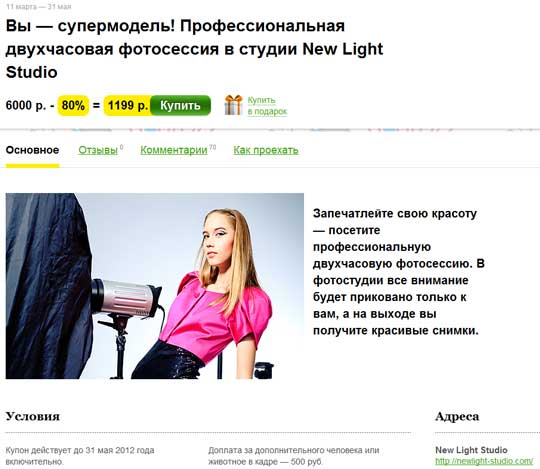 11 марта — 31 мая
Вы — супермодель! Профессиональная
двухчасовая фотосессия в студии New Light
Studio
6000 р. - 80% = 1199 р. Купить
Купить
в подарок
Основное Отзывы 0 Комментарии 70 Как проехать
Запечатлейте свою красоту
— посетите
профессиональную
двухчасовую фотосессию. В
фотостудии все внимание
будет приковано только к
вам, а на выходе вы
получите красивые снимки.
Условия
Купон действует до 31 мая 2012 года
включительно.
Доплата за дополнительного человека или
животное в кадре — 500 руб.
Адреса
New Light Studio
http://newlight-studio.com/